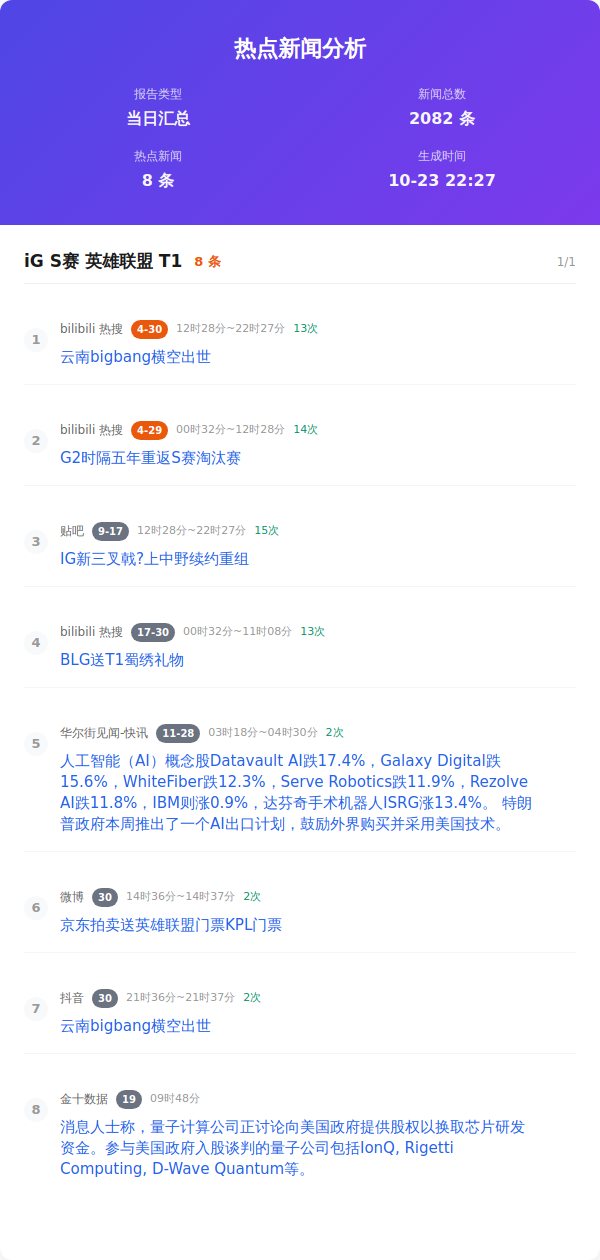 热点新闻分析
报告类型
新闻总数
当日汇总
2082 条
热点新闻
生成时间
8 条
10-23 22:27
iG S赛 英雄联盟 T1 8 条 1/1
1
bilibili 热搜 4-30 12时28分~22时27分 13次
云南bigbang横空出世
2
bilibili 热搜 4-29 00时32分~12时28分 14次
G2时隔五年重返S赛淘汰赛
3
贴吧 9-17 12时28分~22时27分 15次
IG新三叉戟?上中野续约重组
4
bilibili 热搜 17-30 00时32分~11时08分 13次
BLG送T1蜀绣礼物
5
华尔街见闻-快讯 11-28 03时18分~04时30分 2次
人工智能（AI）概念股Datavault AI跌17.4%，Galaxy Digital跌
15.6%，WhiteFiber跌12.3%，Serve Robotics跌11.9%，Rezolve
AI跌11.8%，IBM则涨0.9%，达芬奇手术机器人ISRG涨13.4%。 特朗
普政府本周推出了一个AI出口计划，鼓励外界购买并采用美国技术。
6
微博 30 14时36分~14时37分 2次
京东拍卖送英雄联盟门票KPL门票
7
抖音 30 21时36分~21时37分 2次
云南bigbang横空出世
8
金十数据 19 09时48分
消息人士称，量子计算公司正讨论向美国政府提供股权以换取芯片研发
资金。参与美国政府入股谈判的量子公司包括IonQ, Rigetti
Computing, D-Wave Quantum等。